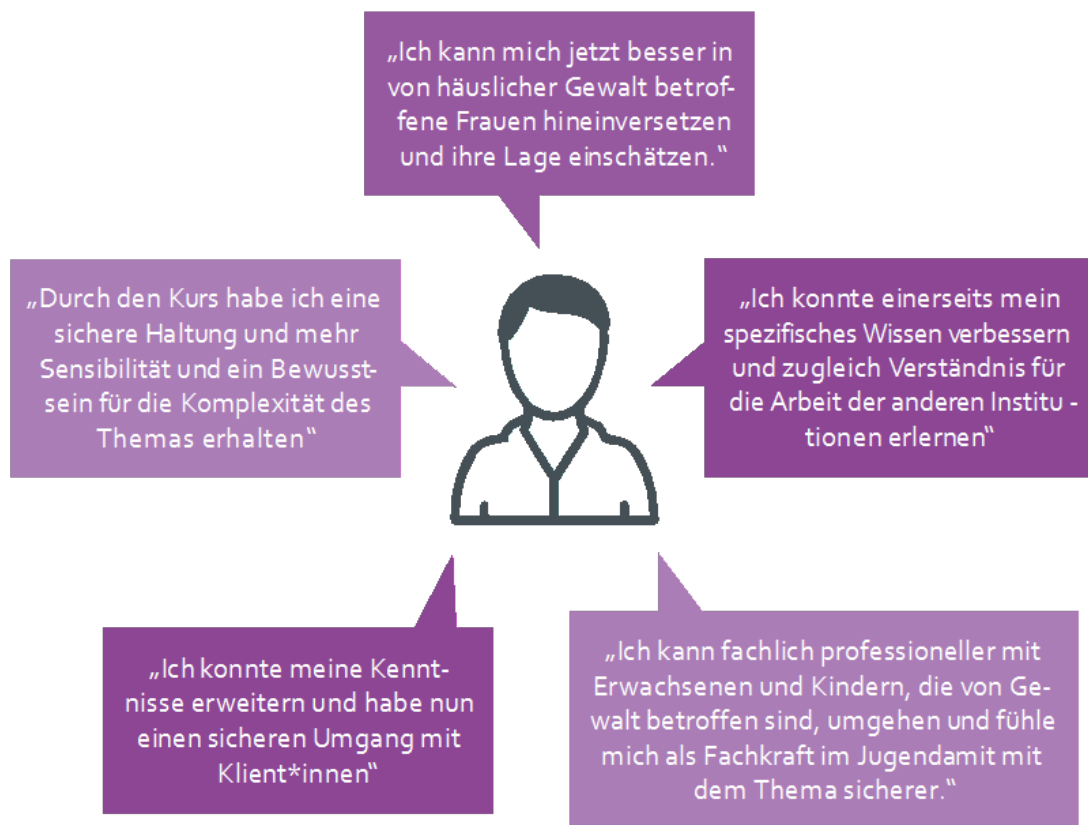 „Ich kann mich jetzt besser in
von häuslicher Gewalt betrof-
fene Frauen hineinversetzen
und ihre Lage einschätzen.“
„Durch den Kurs habe ich eine
sichere Haltung und mehr
Sensibilität und ein Bewusst-
sein für die Komplexität des
Themas erhalten“
„Ich konnte einerseits mein
spezifisches Wissen verbessern
und zugleich Verständnis für
die Arbeit der anderen Institu -
tionen erlernen“
„Ich konnte meine Kennt-
nisse erweitern und habe nun
einen sicheren Umgang mit
Klient*innen“
„Ich kann fachlich professioneller mit
Erwachsenen und Kindern, die von Ge-
walt betroffen sind, umgehen und fühle
mich als Fachkraft im Jugendamit mit
dem Thema sicherer.“